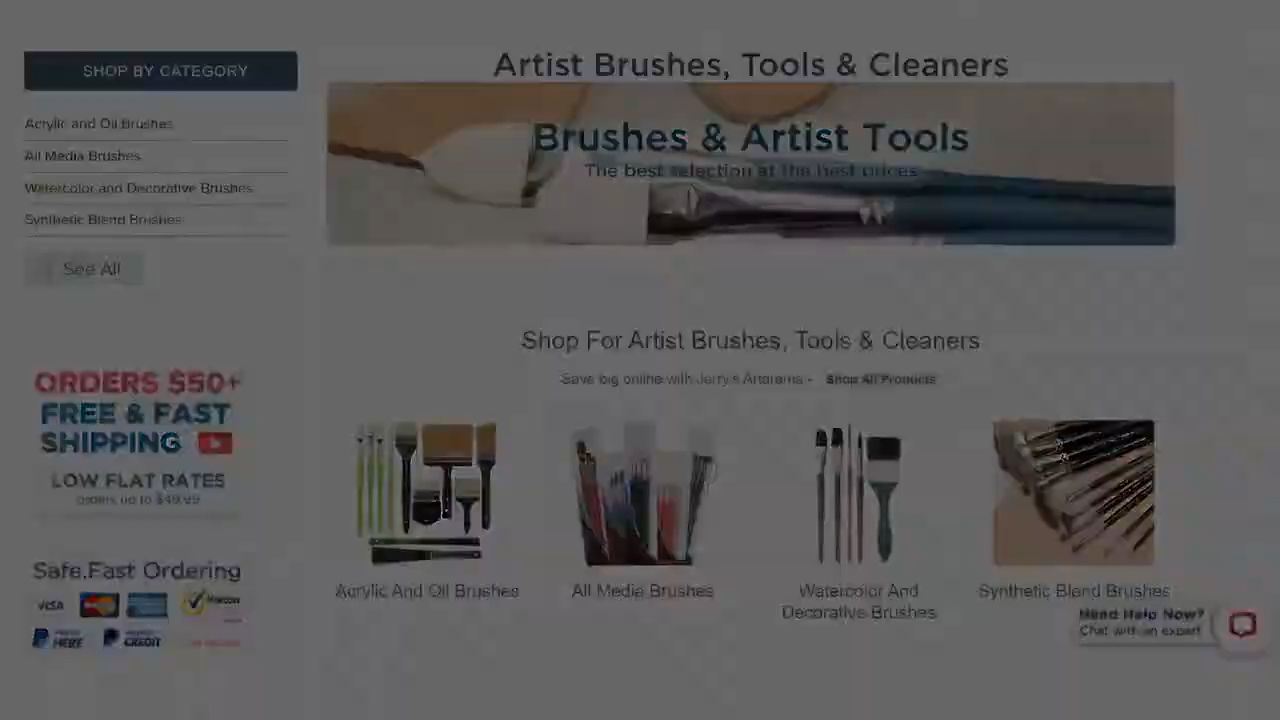 SHOP BY CATEGORY
Acrylic and Oil Brushes
All Media Brushes
Watercolor and Decorative Brushes
Synthetic Blend Brushes
See All
ORDERS $50+
FREE & FAST
SHIPPING
LOW FLAT RATES
orders up to $49.99
Safe.Fast Ordering
VISA
CREDIT
Artist Brushes, Tools & Cleaners
Brushes & Artist Tools
The best selection at the best prices
Shop For Artist Brushes, Tools & Cleaners
Save big online with Jerry's Artarama - Shop All Products
Acrylic And Oil Brushes
All Media Brushes
Watercolor And
Decorative Brushes
Synthetic Blend Brushes
Need Help Now?
Chat with an expert